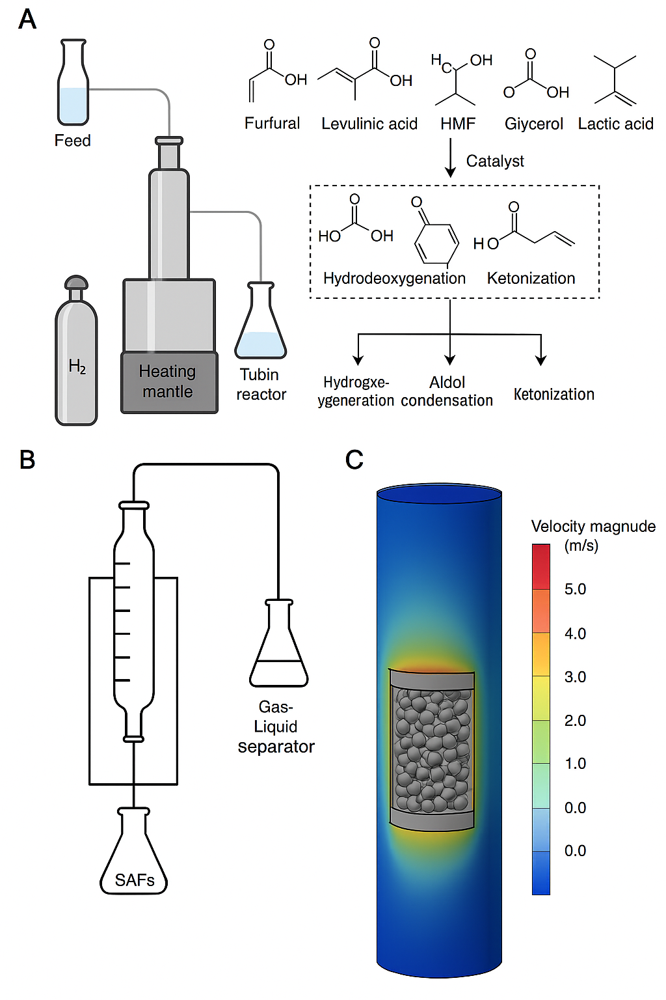 A
Feed
H₂
Heating
mantle
Tubin
reactor
O
OH
Furfural
O
OH
Levulinic acid
H
C
OH
HMF
O
O
OH
Giycerol
Lactic acid
Catalyst
O
HO
OH
O
O
HO
Hydrodeoxygenation
Ketonization
Hydrogxe-
ygeneration
Aldol
condensation
Ketonization
B
Gas-
Liquid
separator
SAFs
C
Velocity magnude
(m/s)
5.0
4.0
3.0
2.0
1.0
0.0
0.0